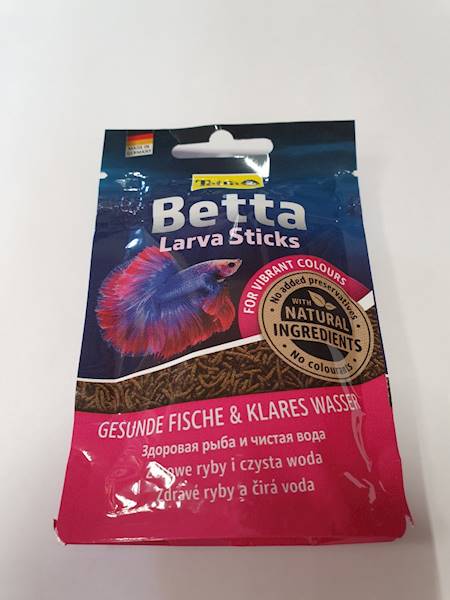 MADE IN
GERMANY
Tetra
Betta
Larva Sticks
FOR VIBRANT COLOURS
No added preservatives
WITH
NATURAL
INGREDIENTS
No colourants
GESUNDE FISCHE & KLARES WASSER
Здоровая рыба и чистая вода
ryby i czysta woda
Zdravé ryby a čirá voda